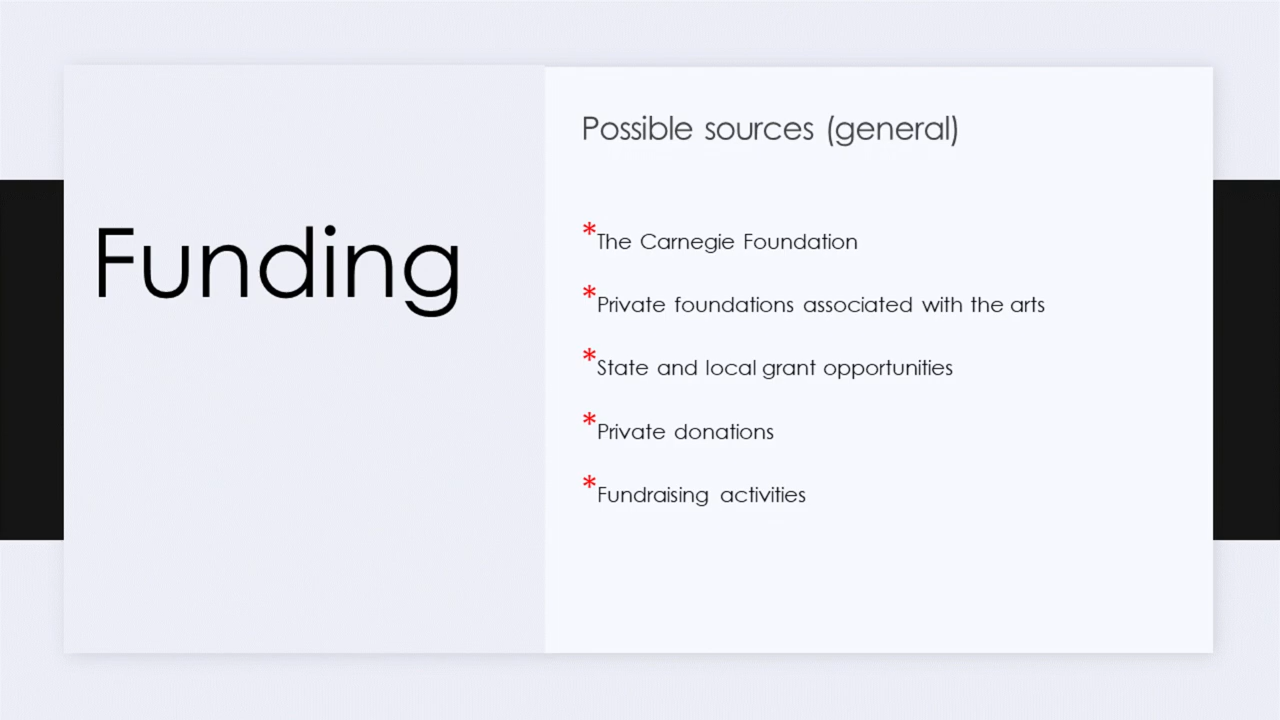 Funding
Possible sources (general)
*The Carnegie Foundation
*Private foundations associated with the arts
*State and local grant opportunities
*Private donations
*Fundraising activities